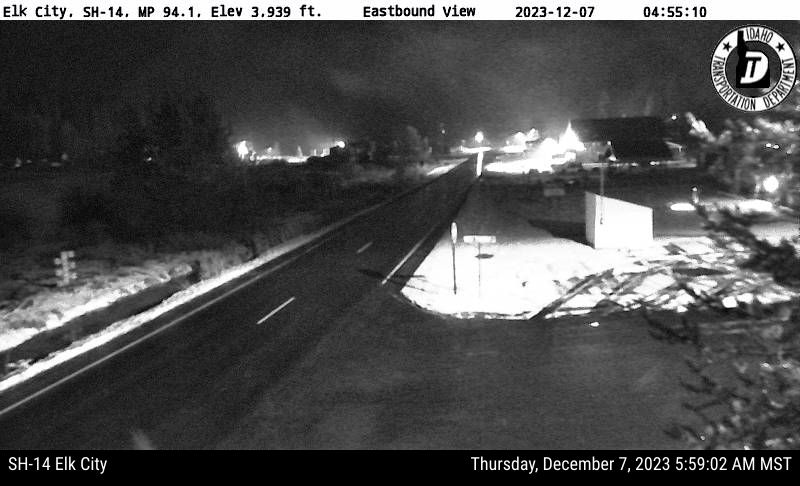 Elk City, SH-14, MP 94.1, Elev 3,939 ft. Eastbound View 2023-12-07 04:55:10
IDAHO
TRANSPORTATION DEPARTMENT
SH-14 Elk City Thursday, December 7, 2023 5:59:02 AM MST